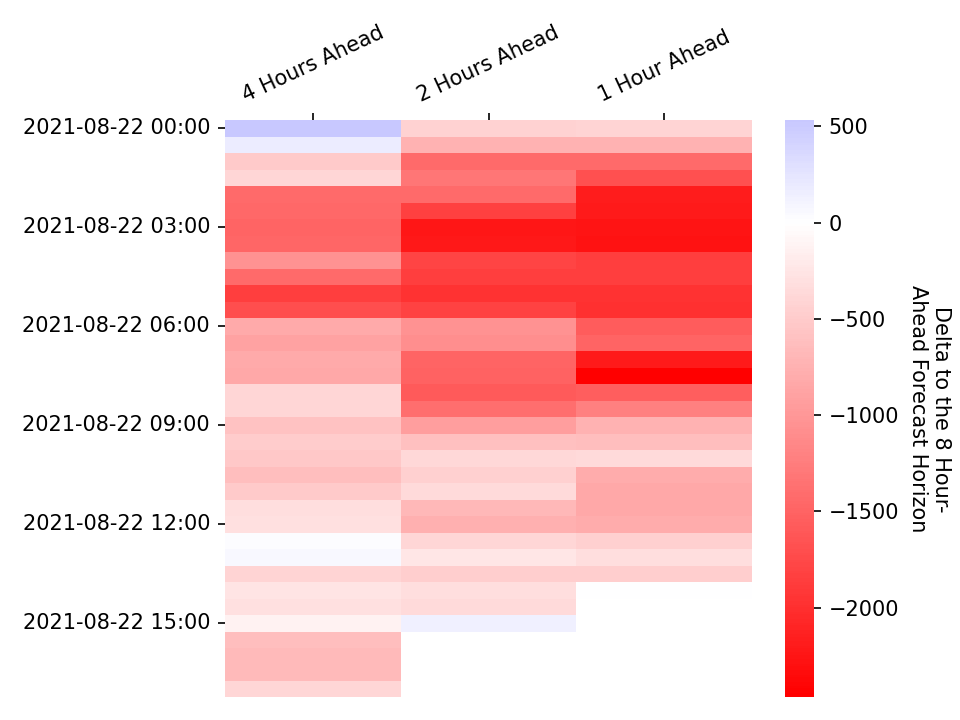 4 Hours Ahead
2 Hours Ahead
1 Hour Ahead
2021-08-22 00:00
2021-08-22 03:00
2021-08-22 06:00
2021-08-22 09:00
2021-08-22 12:00
2021-08-22 15:00
500
0
−500
−1000
−1500
−2000
Delta to the 8 Hour-
Ahead Forecast Horizon